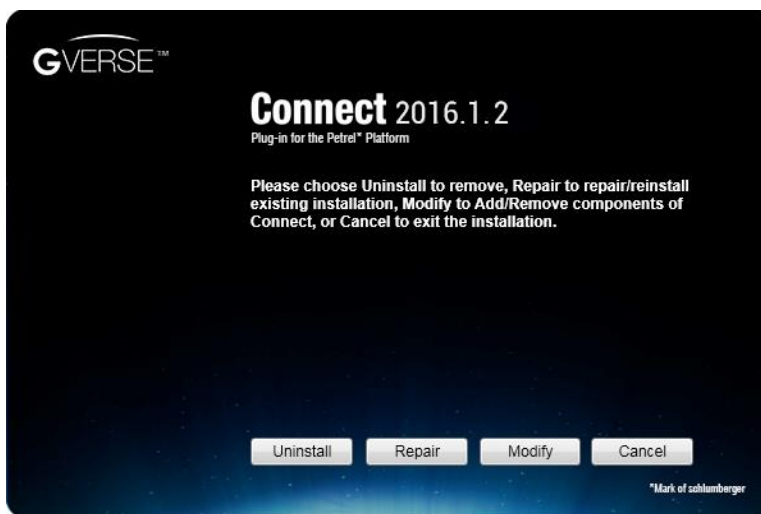 GVERSE™
Connect 2016.1.2
Plug-in for the Petrel* Platform
Please choose Uninstall to remove, Repair to repair/reinstall
existing installation, Modify to Add/Remove components of
Connect, or Cancel to exit the installation.
Uninstall Repair Modify Cancel
*Mark of schlumberger